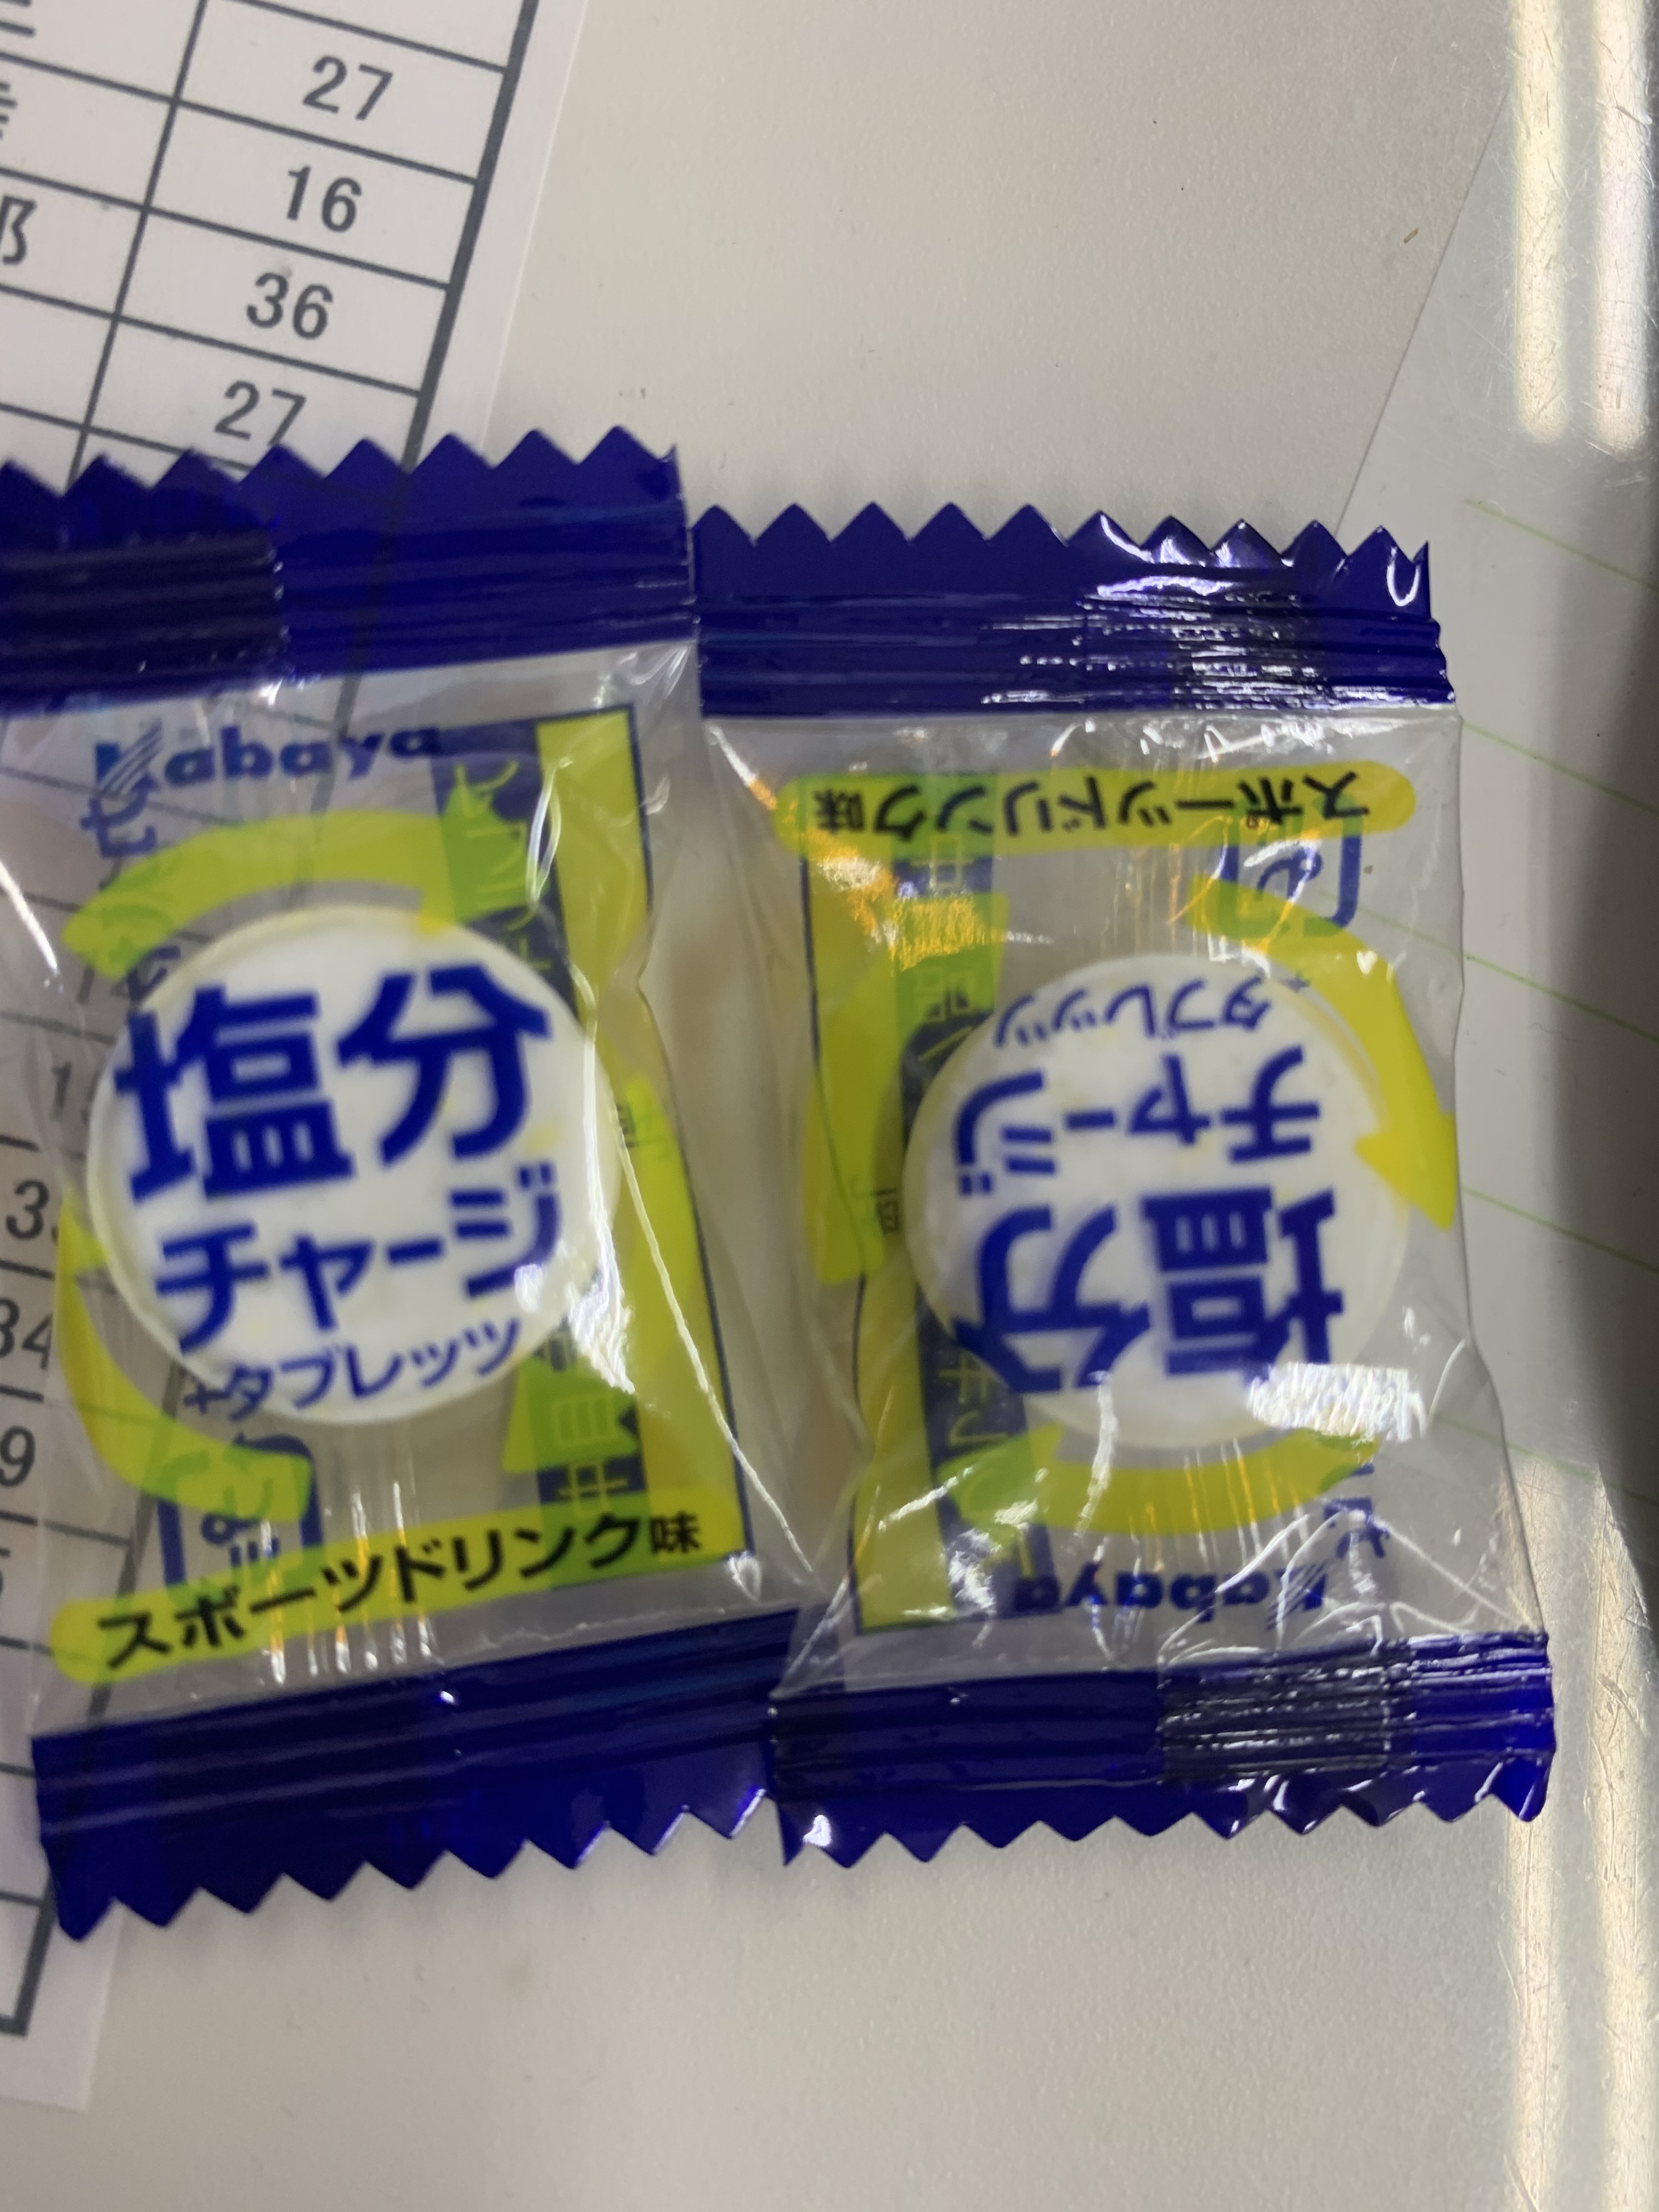 27
16
36
27
Kabaya
塩分
チャージ
タブレッツ
スポーツドリンク味
スポーツドリンク味
タブレッツ
チャージ
塩分
Kabaya
34
9